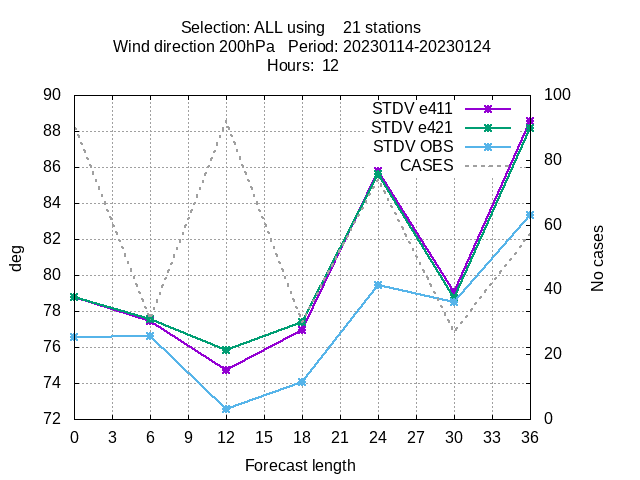 Selection: ALL using    21 stations
Wind direction 200hPa   Period: 20230114-20230124
Hours:  12
90 100
88 STDV e411
STDV e421
86 STDV OBS 80
CASES
84
82 60
deg No cases
80
78 40
76 20
74
72 0
0 3 6 9 12 15 18 21 24 27 30 33 36
Forecast length